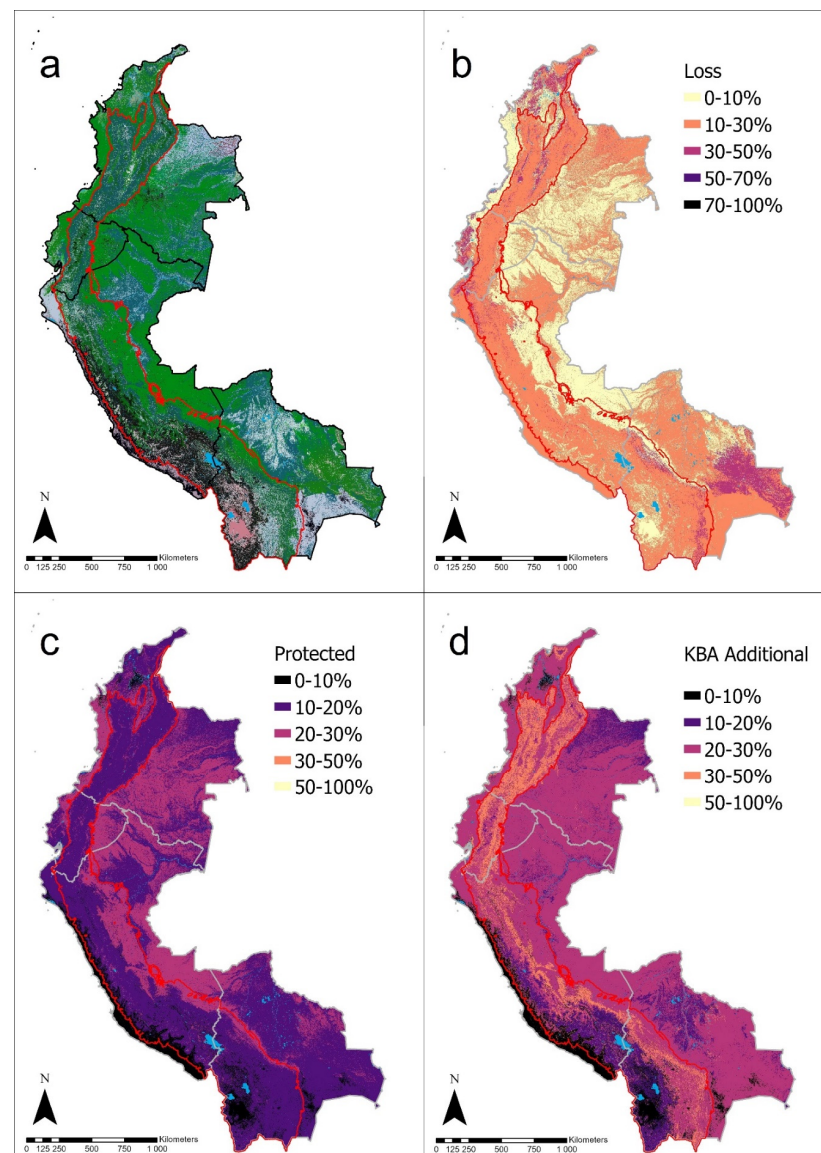 a
N
Kilometers
0 125 250 500 750 1 000
b
Loss
0-10%
10-30%
30-50%
50-70%
70-100%
N
Kilometers
0 125 250 500 750 1 000
c
Protected
0-10%
10-20%
20-30%
30-50%
50-100%
N
Kilometers
0 125 250 500 750 1 000
d
KBA Additional
0-10%
10-20%
20-30%
30-50%
50-100%
N
Kilometers
0 125 250 500 750 1 000